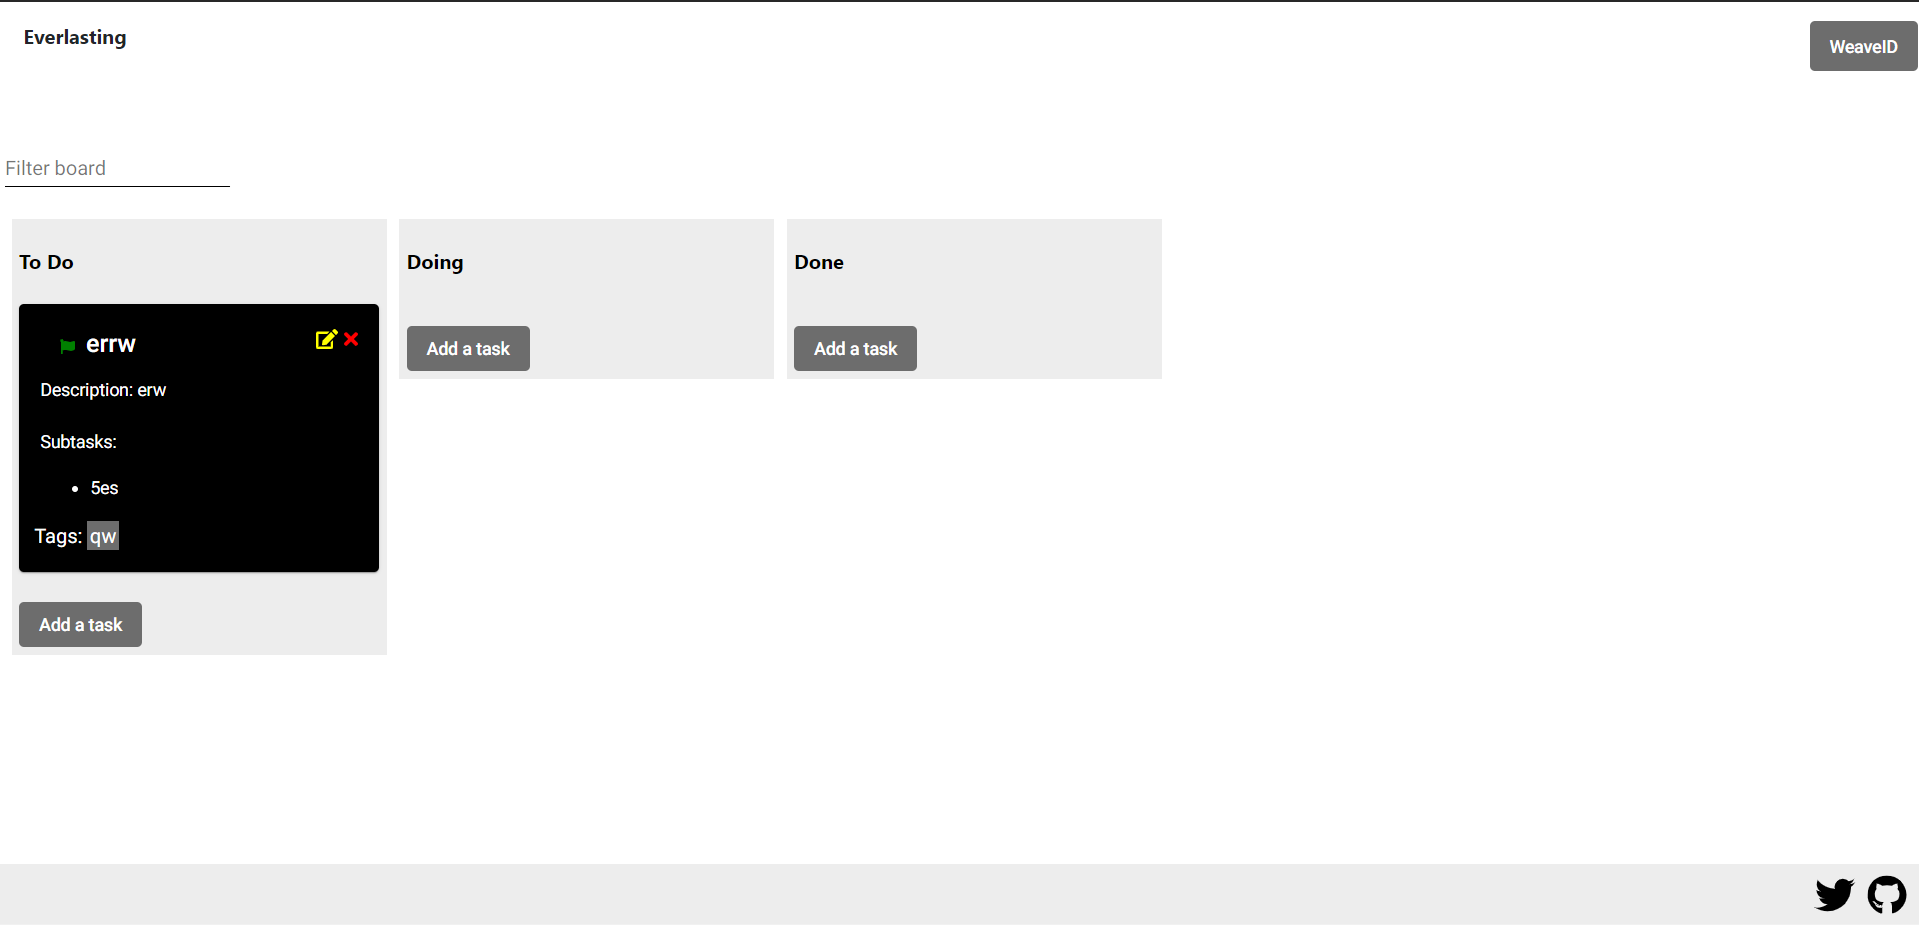 Everlasting
WeaveID
Filter board
To Do
errw
Description: erw
Subtasks:
• 5es
Tags: qw
Add a task
Doing
Add a task
Done
Add a task